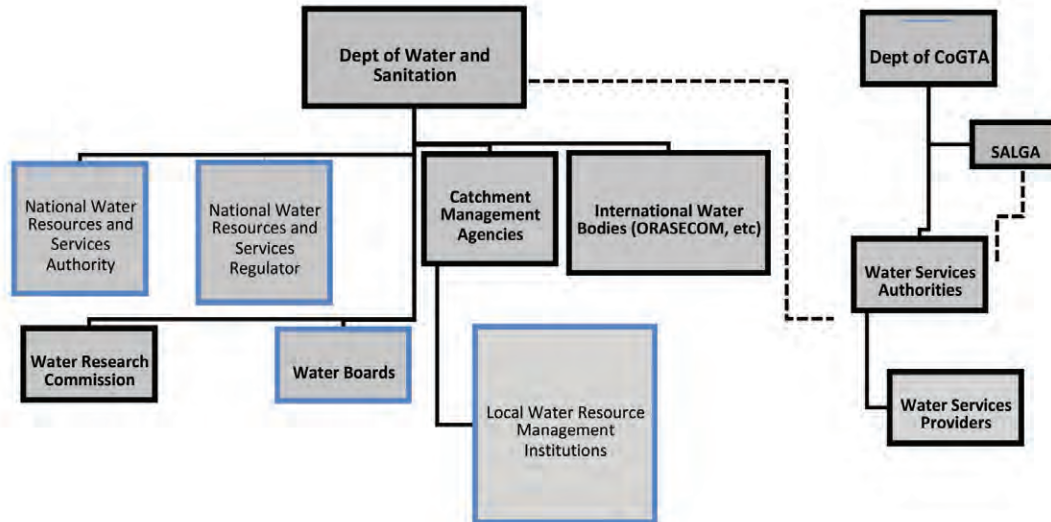 Dept of Water and
Sanitation
Dept of CoGTA
SALGA
National Water
Resources and
Services
Authority
National Water
Resources and
Services
Regulator
Catchment
Management
Agencies
International Water
Bodies (ORASECOM, etc)
Water Services
Authorities
Water Research
Commission
Water Boards
Local Water Resource
Management
Institutions
Water Services
Providers